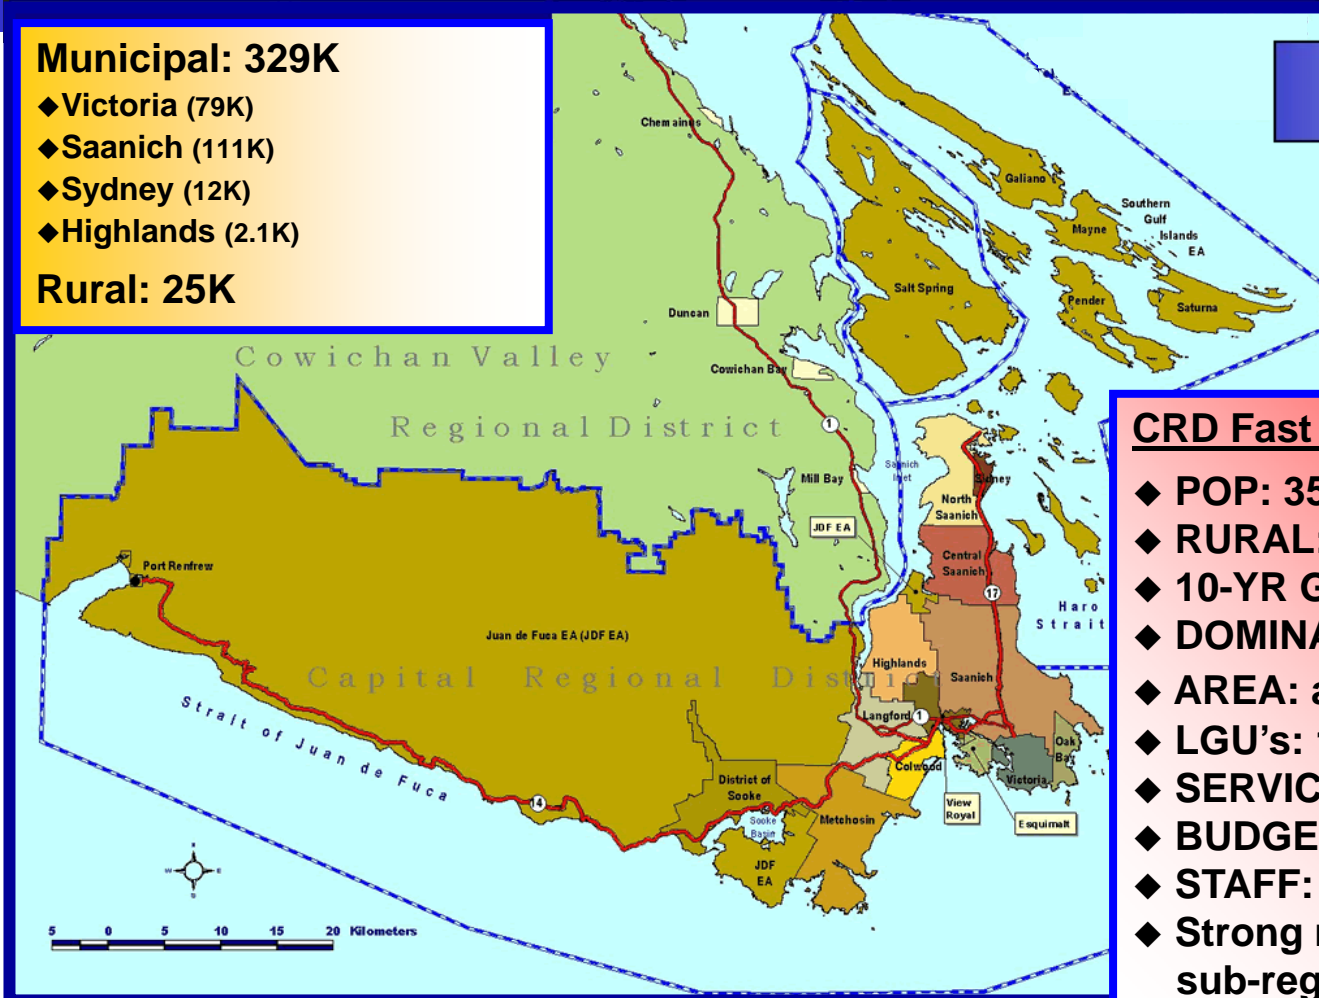 Municipal: 329K
◆Victoria (79K)
◆Saanich (111K)
◆Sydney (12K)
◆Highlands (2.1K)
Rural: 25K
Chemainus
Galiano
Southern
Gulf
Islands
EA
Mayne
Salt Spring
Pender
Saturna
Duncan
Cowichan Valley
Cowichan Bay
Regional District
1
Mill Bay
Saanich
Inlet
Sidney
North
Saanich
JDF EA
Central
Saanich
17
Haro
Strait
Port Renfrew
Juan de Fuca EA (JDF EA)
Highlands
Saanich
Capital Regional District
Langford
1
Strait of Juan de Fuca
Oak
Bay
Colwood
Victoria
District of
Sooke
14
View
Royal
Sooke
Basin
Metchosin
Esquimalt
JDF
EA
N
W E
S
5 0 5 10 15 20 Kilometers
CRD Fast
◆ POP: 35
◆ RURAL:
◆ 10-YR G
◆ DOMINA
◆ AREA: a
◆ LGU's:
◆ SERVIC
◆ BUDGE
◆ STAFF:
◆ Strong
sub-reg